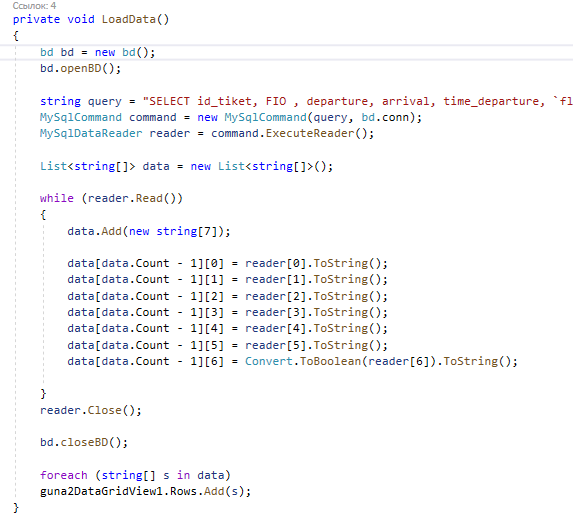 Ссылок: 4
private void LoadData()
{
bd bd = new bd();
bd.openBD();
string query = "SELECT id_tiket, FIO , departure, arrival, time_departure, `fl
MySqlCommand command = new MySqlCommand(query, bd.conn);
MySqlDataReader reader = command.ExecuteReader();
List<string[]> data = new List<string[]>();
while (reader.Read())
{
data.Add(new string[7]);
data[data.Count - 1][0] = reader[0].ToString();
data[data.Count - 1][1] = reader[1].ToString();
data[data.Count - 1][2] = reader[2].ToString();
data[data.Count - 1][3] = reader[3].ToString();
data[data.Count - 1][4] = reader[4].ToString();
data[data.Count - 1][5] = reader[5].ToString();
data[data.Count - 1][6] = Convert.ToBoolean(reader[6]).ToString();
}
reader.Close();
bd.closeBD();
foreach (string[] s in data)
guna2DataGridView1.Rows.Add(s);
}